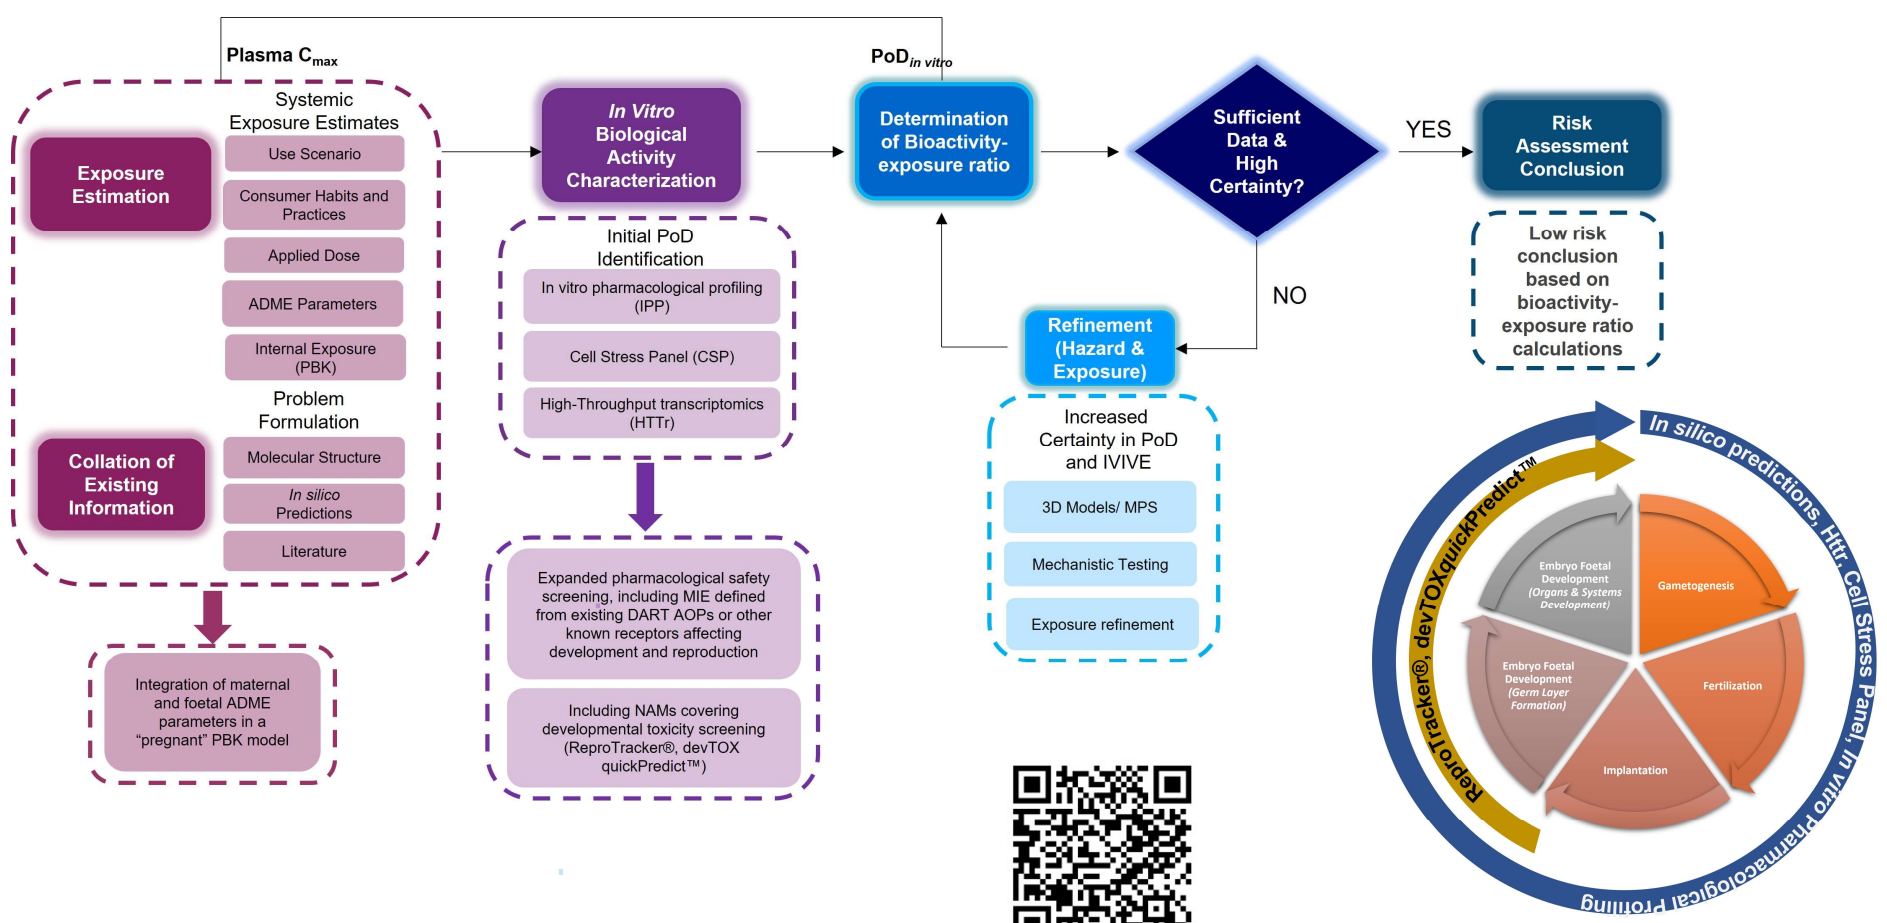 Plasma Cmax
PoDin vitro
Systemic
Exposure Estimates
Exposure
Estimation
Use Scenario
Consumer Habits and
Practices
Applied Dose
ADME Parameters
Internal Exposure
(PBK)
Problem
Formulation
Collation of
Existing
Information
Molecular Structure
In silico
Predictions
Literature
Integration of maternal
and foetal ADME
parameters in a
“pregnant” PBK model
In Vitro
Biological
Activity
Characterization
Initial PoD
Identification
In vitro pharmacological profiling
(IPP)
Cell Stress Panel (CSP)
High-Throughput transcriptomics
(HTTr)
Expanded pharmacological safety
screening, including MIE defined
from existing DART AOPs or other
known receptors affecting
development and reproduction
Including NAMs covering
developmental toxicity screening
(ReproTracker®, devTOX
quickPredict™)
Determination
of Bioactivity-
exposure ratio
Sufficient
Data &
High
Certainty?
YES
NO
Refinement
(Hazard &
Exposure)
Increased
Certainty in PoD
and IVIVE
3D Models/ MPS
Mechanistic Testing
Exposure refinement
Risk
Assessment
Conclusion
Low risk
conclusion
based on
bioactivity-
exposure ratio
calculations
In silico predictions, Httr, Cell Stress Panel, In vitro Pharmacological Profiling
ReproTracker®, devTOXquickPredict™
Gametogenesis
Fertilization
Implantation
Embryo Foetal
Development
(Germ Layer
Formation)
Embryo Foetal
Development
(Organs & Systems
Development)